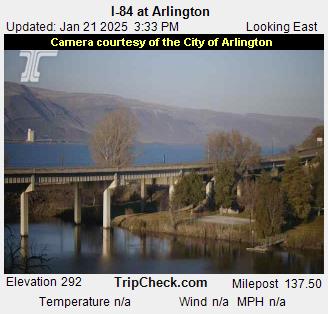 I-84 at Arlington
Updated: Jan 21 2025 3:33 PM Looking East
Camera courtesy of the City of Arlington
Elevation 292 TripCheck.com Milepost 137.50
Temperature n/a Wind n/a MPH n/a